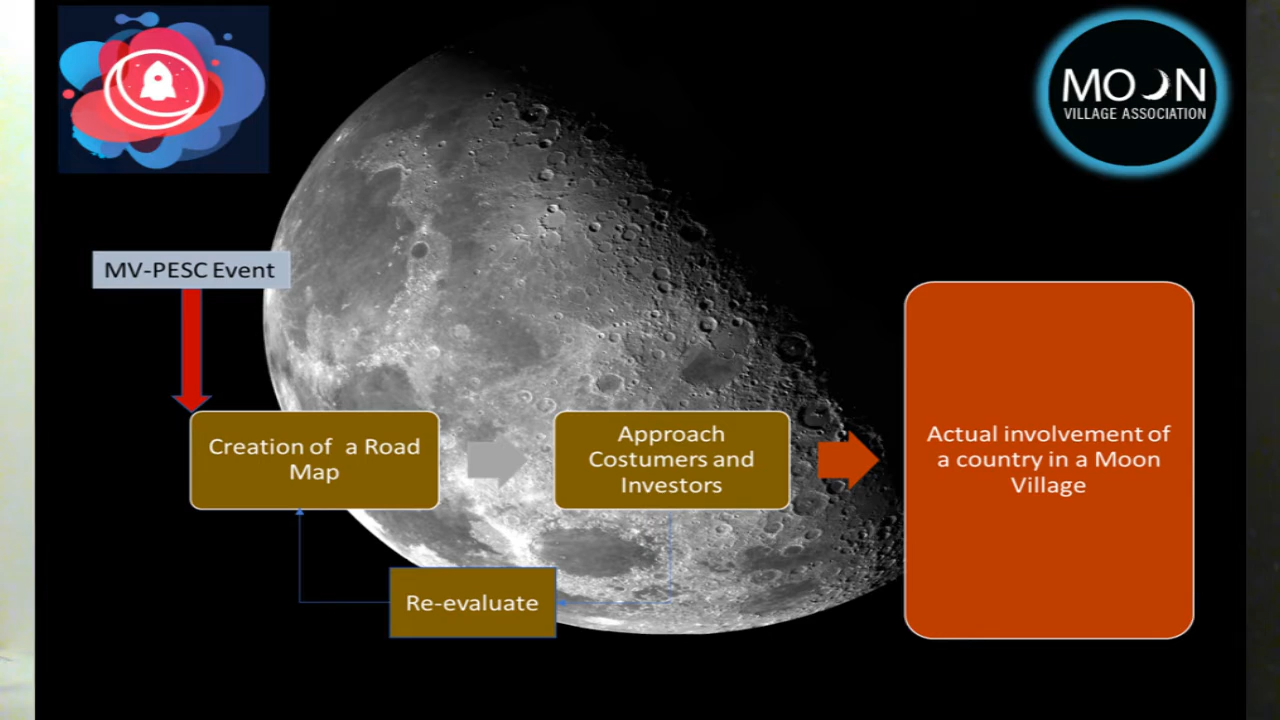 MOON
VILLAGE ASSOCIATION
MV-PESC Event
Creation of a Road
Map
Approach
Costumers and
Investors
Actual involvement of
a country in a Moon
Village
Re-evaluate